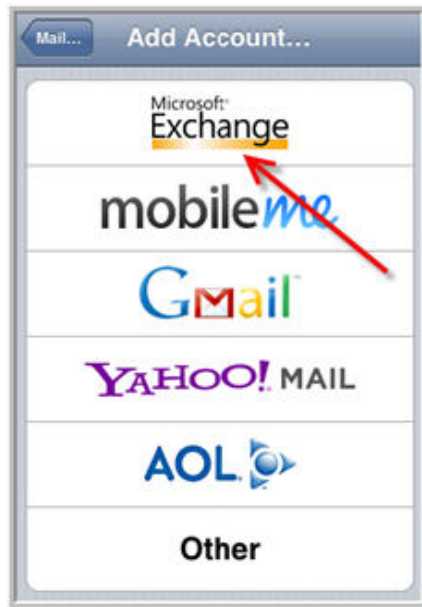 Mail...
Add Account...
Microsoft
Exchange
mobileme
Gmail
YAHOO! MAIL
AOL
Other